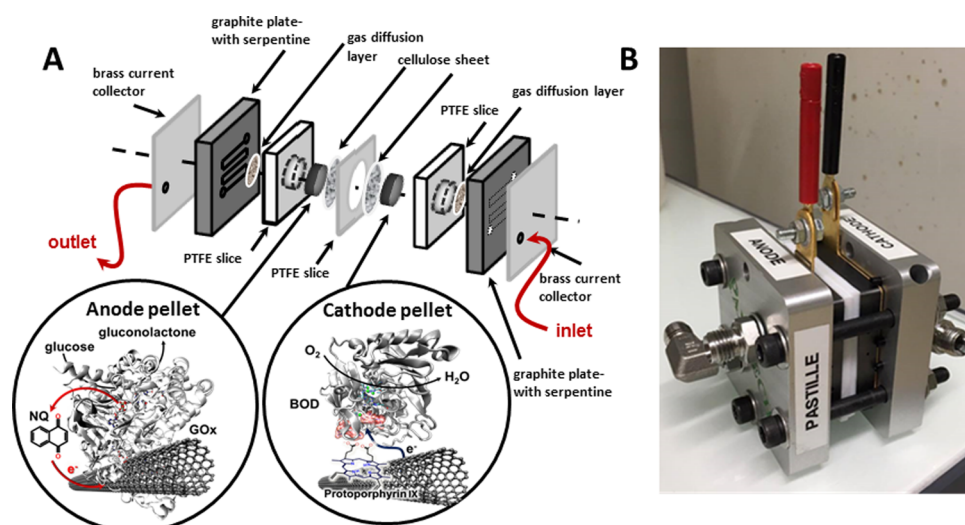 A
graphite plate-
with serpentine
gas diffusion
layer
cellulose sheet
brass current
collector
PTFE slice
gas diffusion layer
outlet
PTFE slice
PTFE slice
brass current
collector
inlet
graphite plate-
with serpentine
Anode pellet
gluconolactone
glucose
NQ
GOx
e-
Cathode pellet
O₂
H₂O
BOD
e-
Protoporphyrin IX
B
ANODE
CATHODE
PASTILLE